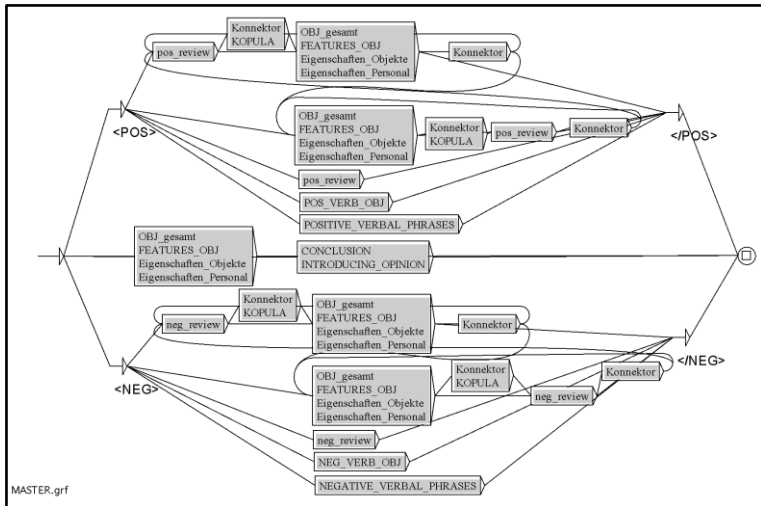 Konnektor
KOPULA
OBJ_gesamt
FEATURES_OBJ
Eigenschaften_Objekte
Eigenschaften_Personal
pos_review
Konnektor
<POS>
OBJ_gesamt
FEATURES_OBJ
Eigenschaften_Objekte
Eigenschaften_Personal
Konnektor
KOPULA
pos_review
Konnektor
</POS>
pos_review
POS_VERB_OBJ
POSITIVE_VERBAL_PHRASES
OBJ_gesamt
FEATURES_OBJ
Eigenschaften_Objekte
Eigenschaften_Personal
CONCLUSION
INTRODUCING_OPINION
neg_review
Konnektor
KOPULA
OBJ_gesamt
FEATURES_OBJ
Eigenschaften_Objekte
Eigenschaften_Personal
Konnektor
</NEG>
<NEG>
OBJ_gesamt
FEATURES_OBJ
Eigenschaften_Objekte
Eigenschaften_Personal
Konnektor
KOPULA
neg_review
Konnektor
neg_review
NEG_VERB_OBJ
NEGATIVE_VERBAL_PHRASES
MASTER.grf